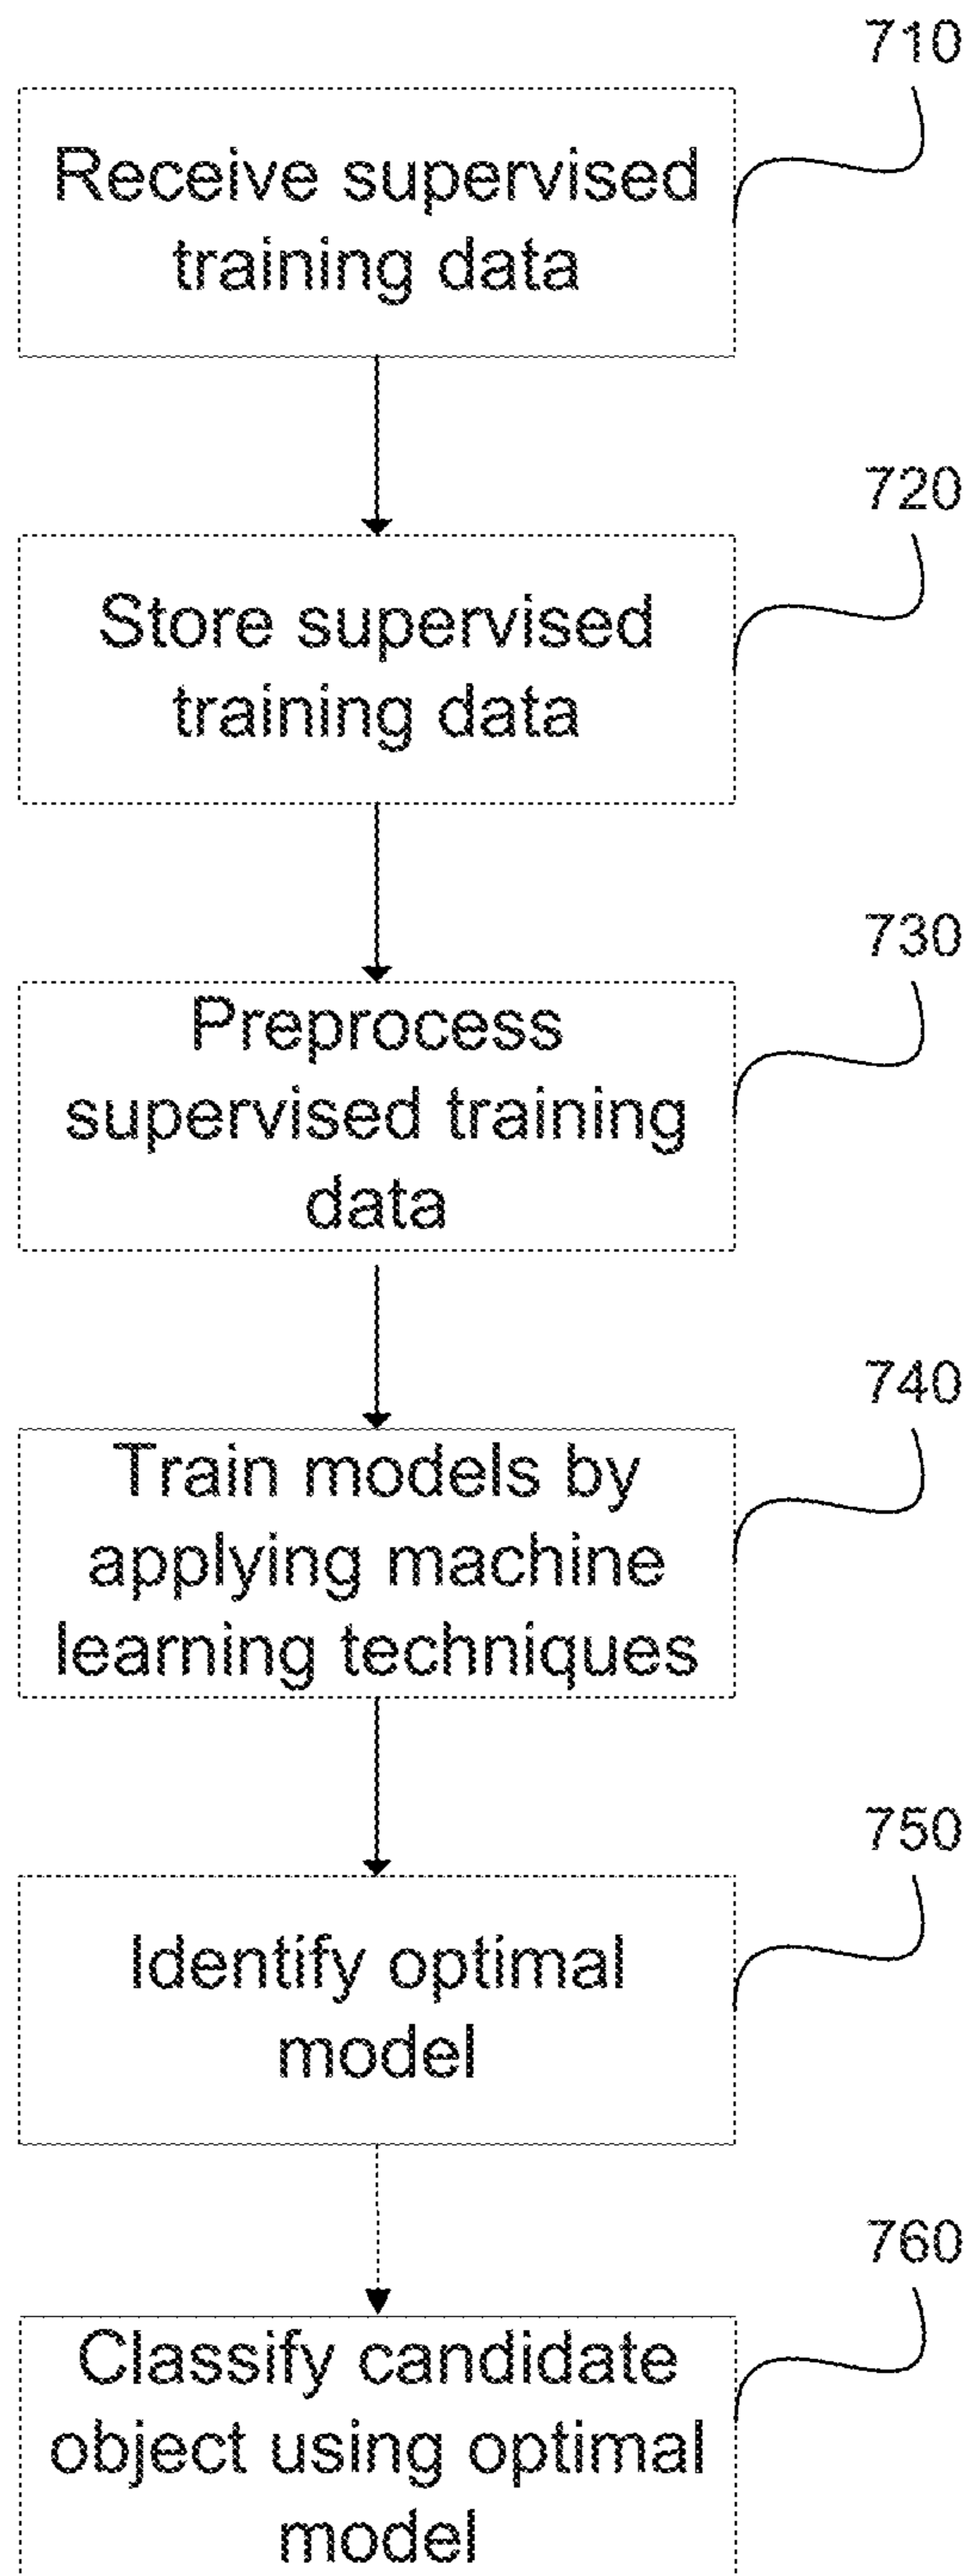 710
Receive supervised
training data
720
Store supervised
training data
730
Preprocess
supervised training
data
740
Train models by
applying machine
learning techniques
750
Identify optimal
model
760
Classify candidate
object using optimal
model